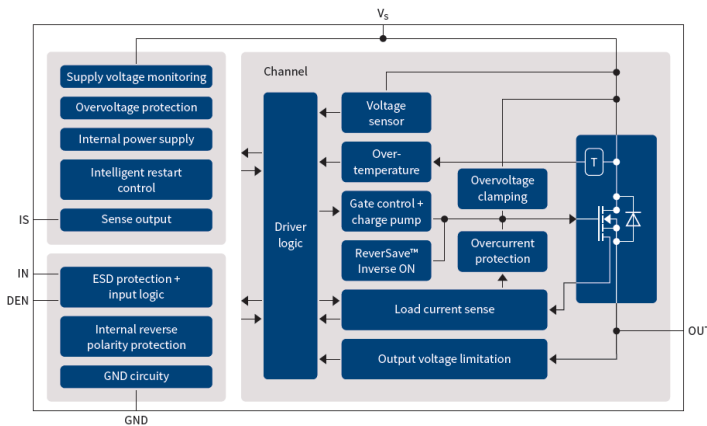 Vs
Supply voltage monitoring
Overvoltage protection
Internal power supply
Intelligent restart
control
Sense output
IS
IN
DEN
ESD protection +
input logic
Internal reverse
polarity protection
GND circuity
GND
Channel
Driver
logic
Voltage
sensor
Over-
temperature
Gate control +
charge pump
ReverSave™
Inverse ON
Overvoltage
clamping
Overcurrent
protection
Load current sense
Output voltage limitation
T
OUT